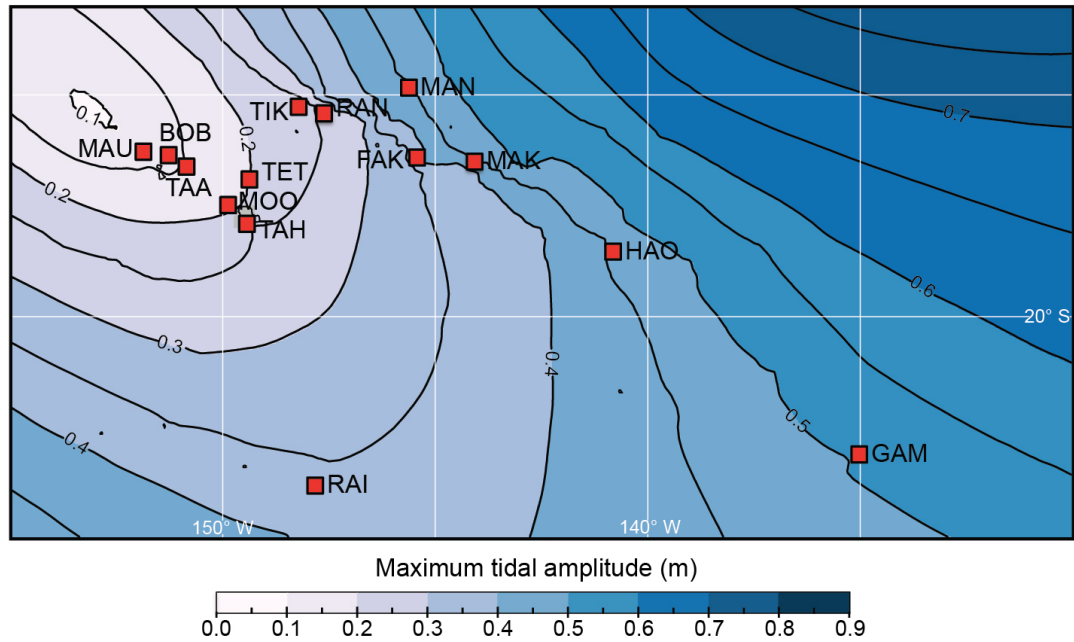 MAN
TIK
RAN
0.1
0.7
BOB
MAU
0.2
FAK
MAK
TAA
TET
0.2
MOO
TAH
HAO
0.6
20° S
0.3
0.4
0.5
0.4
GAM
RAI
150° W
140° W
Maximum tidal amplitude (m)
0.0 0.1 0.2 0.3 0.4 0.5 0.6 0.7 0.8 0.9